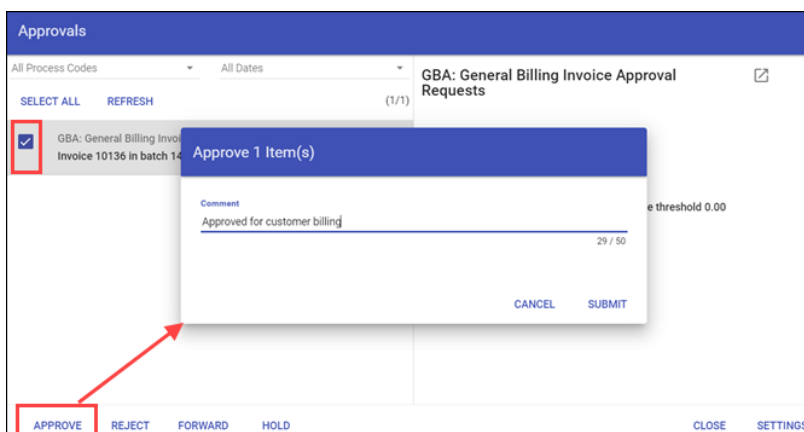 Approvals
All Process Codes
All Dates
SELECT ALL
REFRESH
(1/1)
GBA: General Billing
Invoice 10136 in batch 14
GBA: General Billing Invoice Approval
Requests
e threshold 0.00
Approve 1 Item(s)
Comment
Approved for customer billing
29 / 50
CANCEL
SUBMIT
APPROVE
REJECT
FORWARD
HOLD
CLOSE
SETTINGS